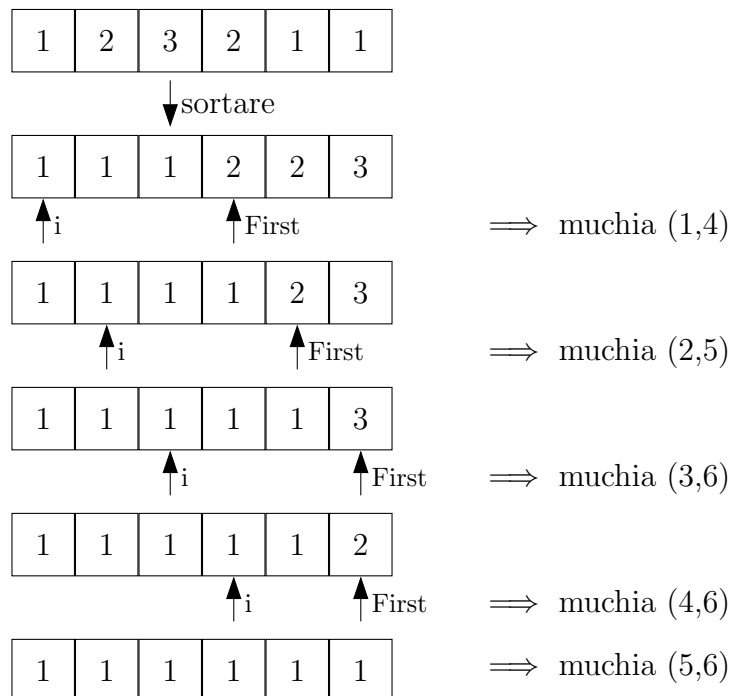 1 2 3 2 1 1
sortare
1 1 1 2 2 3
i First ⟹ muchia (1,4)
1 1 1 1 2 3
i First ⟹ muchia (2,5)
1 1 1 1 1 3
i First ⟹ muchia (3,6)
1 1 1 1 1 2
i First ⟹ muchia (4,6)
1 1 1 1 1 1 ⟹ muchia (5,6)